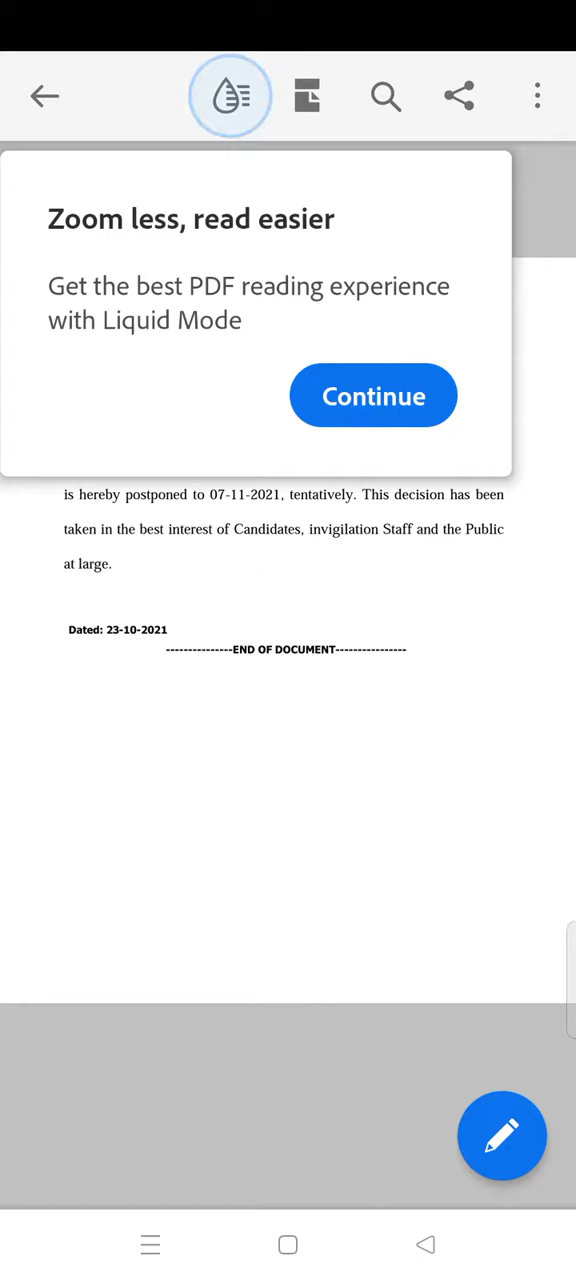 Zoom less, read easier
Get the best PDF reading experience
with Liquid Mode
Continue
is hereby postponed to 07-11-2021, tentatively. This decision has been
taken in the best interest of Candidates, invigilation Staff and the Public
at large.
Dated: 23-10-2021
---------------END OF DOCUMENT----------------